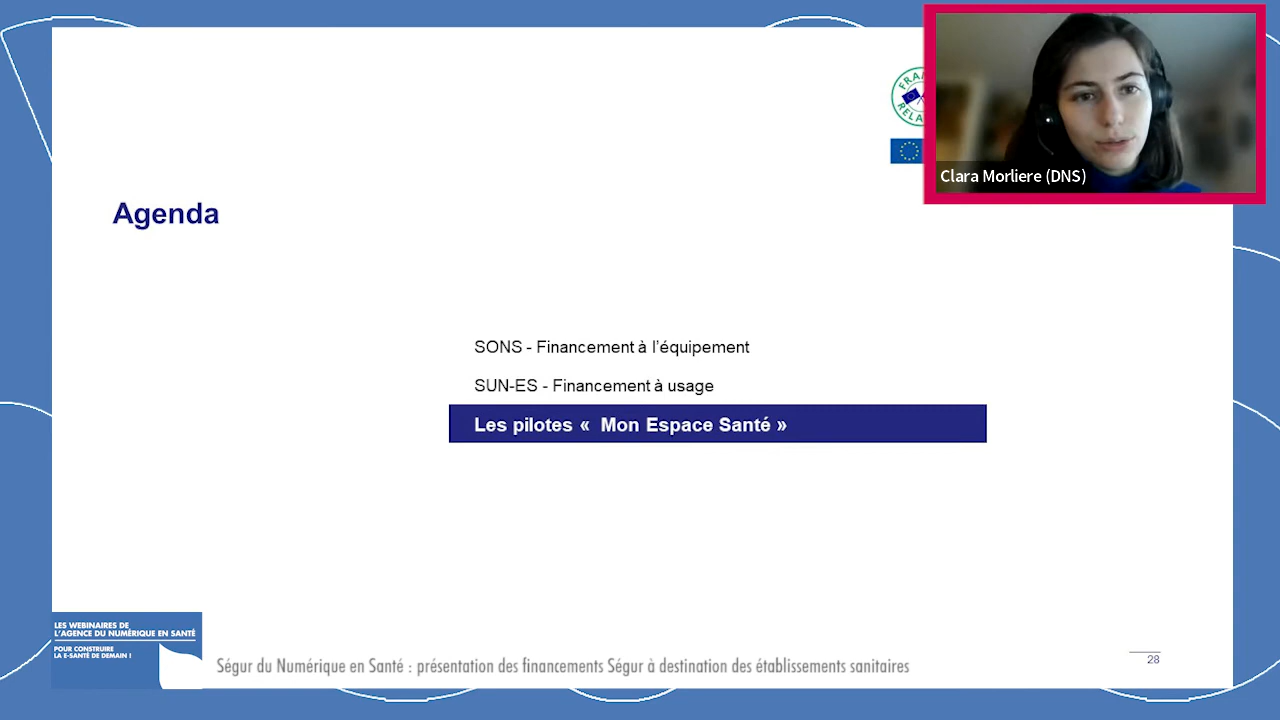 Clara Morliere (DNS)
Agenda
SONS - Financement à l'équipement
SUN-ES - Financement à usage
Les pilotes «  Mon Espace Santé »
LES WEBINAIRES DE
L'AGENCE DU NUMÉRIQUE EN SANTÉ
POUR CONSTRUIRE
LA E-SANTÉ DE DEMAIN !
Ségur du Numérique en Santé : présentation des financements Ségur à destination des établissements sanitaires
28